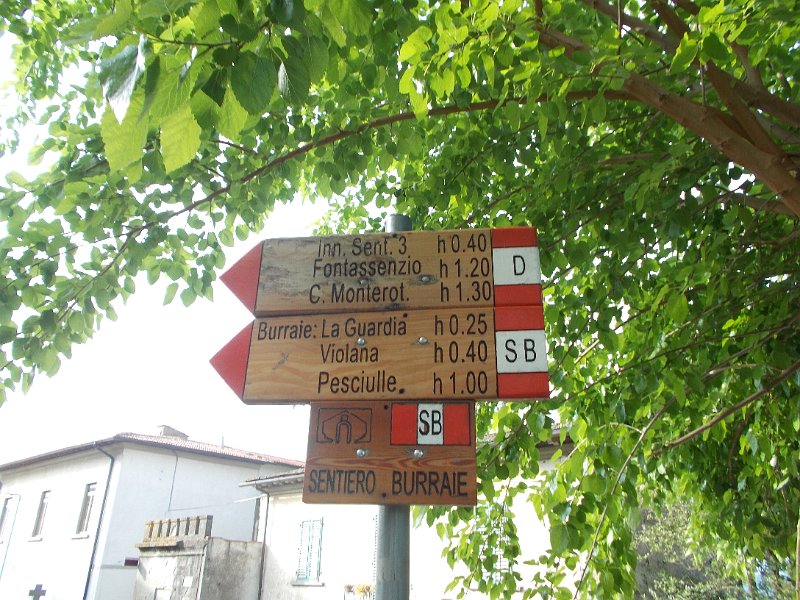 Inn. Sent. 3 h 0.40
Fontassenzio h 1.20
C. Monterot. h 1.30
D
Burraie: La Guardia h 0.25
Violana h 0.40
Pesciulle h 1.00
SB
SB
SENTIERO . BURRAIE